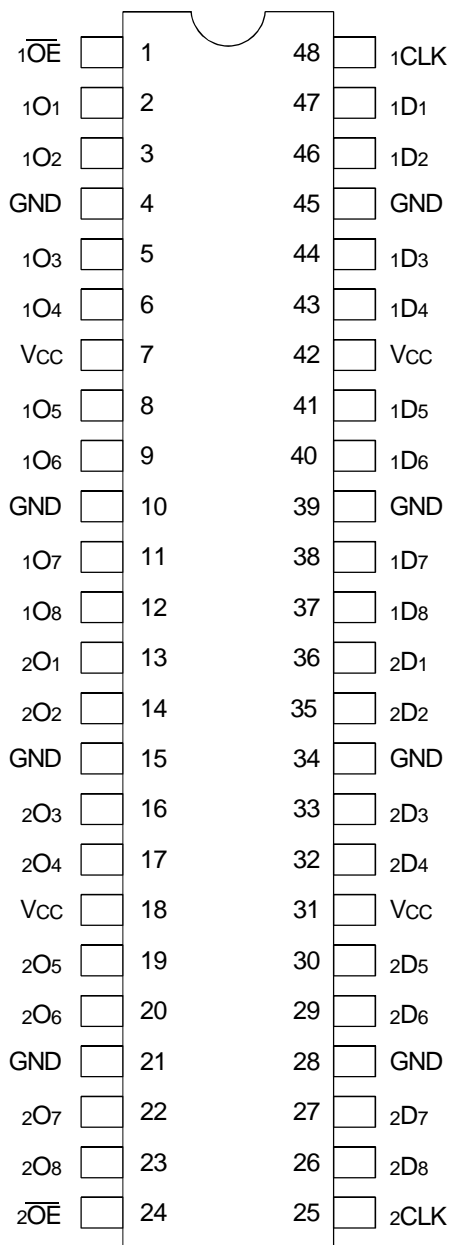 1O̅E̅ 1 48 1CLK
1O1 2 47 1D1
1O2 3 46 1D2
GND 4 45 GND
1O3 5 44 1D3
1O4 6 43 1D4
VCC 7 42 VCC
1O5 8 41 1D5
1O6 9 40 1D6
GND 10 39 GND
1O7 11 38 1D7
1O8 12 37 1D8
2O1 13 36 2D1
2O2 14 35 2D2
GND 15 34 GND
2O3 16 33 2D3
2O4 17 32 2D4
VCC 18 31 VCC
2O5 19 30 2D5
2O6 20 29 2D6
GND 21 28 GND
2O7 22 27 2D7
2O8 23 26 2D8
2O̅E̅ 24 25 2CLK